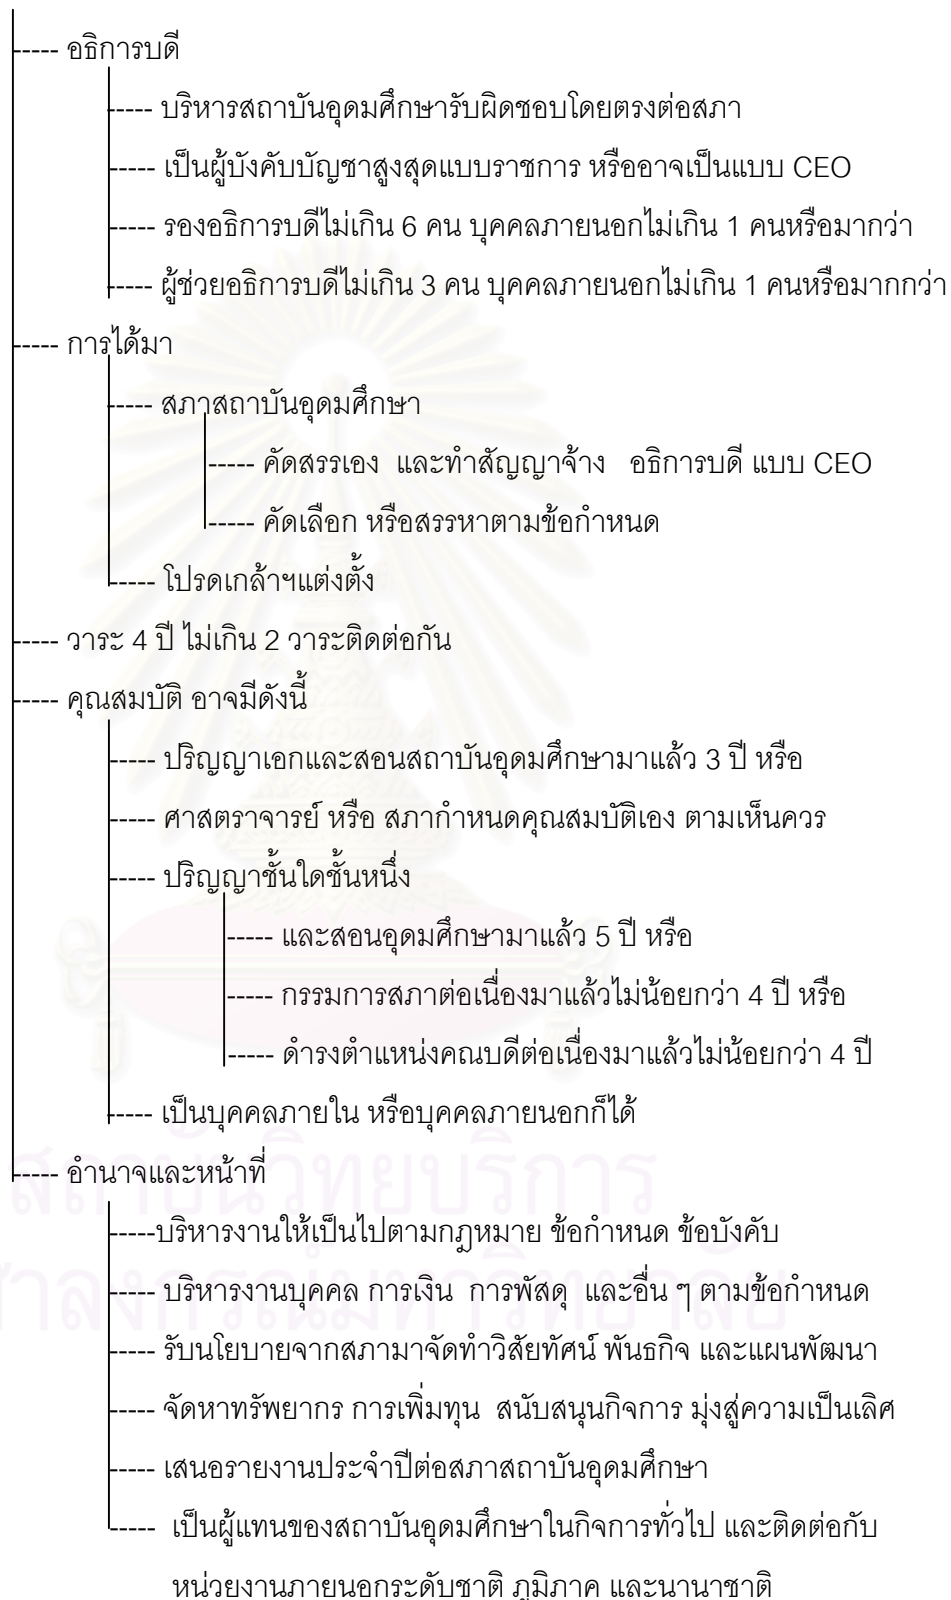 ----- อธิการบดี
----- บริหารสถาบันอุดมศึกษารับผิดชอบโดยตรงต่อสภา
----- เป็นผู้บังคับบัญชาสูงสุดแบบราชการ หรืออาจเป็นแบบ CEO
----- รองอธิการบดีไม่เกิน 6 คน บุคคลภายนอกไม่เกิน 1 คนหรือมากว่า
----- ผู้ช่วยอธิการบดีไม่เกิน 3 คน บุคคลภายนอกไม่เกิน 1 คนหรือมากกว่า
----- การได้มา
----- สภาสถาบันอุดมศึกษา
----- คัดสรรเอง และทำสัญญาจ้าง อธิการบดี แบบ CEO
----- คัดเลือก หรือสรรหาตามข้อกำหนด
----- โปรดเกล้าฯแต่งตั้ง
----- วาระ 4 ปี ไม่เกิน 2 วาระติดต่อกัน
----- คุณสมบัติ อาจมีดังนี้
----- ปริญญาเอกและสอนสถาบันอุดมศึกษามาแล้ว 3 ปี หรือ
----- ศาสตราจารย์ หรือ สภากำหนดคุณสมบัติเอง ตามเห็นควร
----- ปริญญาชั้นใดชั้นหนึ่ง
----- และสอนอุดมศึกษามาแล้ว 5 ปี หรือ
----- กรรมการสภาต่อเนื่องมาแล้วไม่น้อยกว่า 4 ปี หรือ
----- ดำรงตำแหน่งคณบดีต่อเนื่องมาแล้วไม่น้อยกว่า 4 ปี
----- เป็นบุคคลภายใน หรือบุคคลภายนอกก็ได้
สถาบันวิทยบริการ
----- อำนาจและหน้าที่
-----บริหารงานให้เป็นไปตามกฎหมาย ข้อกำหนด ข้อบังคับ
าลงกรณ์มหาวิทยาลัย
----- บริหารงานบุคคล การเงิน การพัสดุ และอื่น ๆ ตามข้อกำหนด
----- รับนโยบายจากสภามาจัดทำวิสัยทัศน์ พันธกิจ และแผนพัฒนา
----- จัดหาทรัพยากร การเพิ่มทุน สนับสนุนกิจการ มุ่งสู่ความเป็นเลิศ
----- เสนอรายงานประจำปีต่อสภาสถาบันอุดมศึกษา
----- เป็นผู้แทนของสถาบันอุดมศึกษาในกิจการทั่วไป และติดต่อกับ
หน่วยงานภายนอกระดับชาติ ภูมิภาค และนานาชาติ